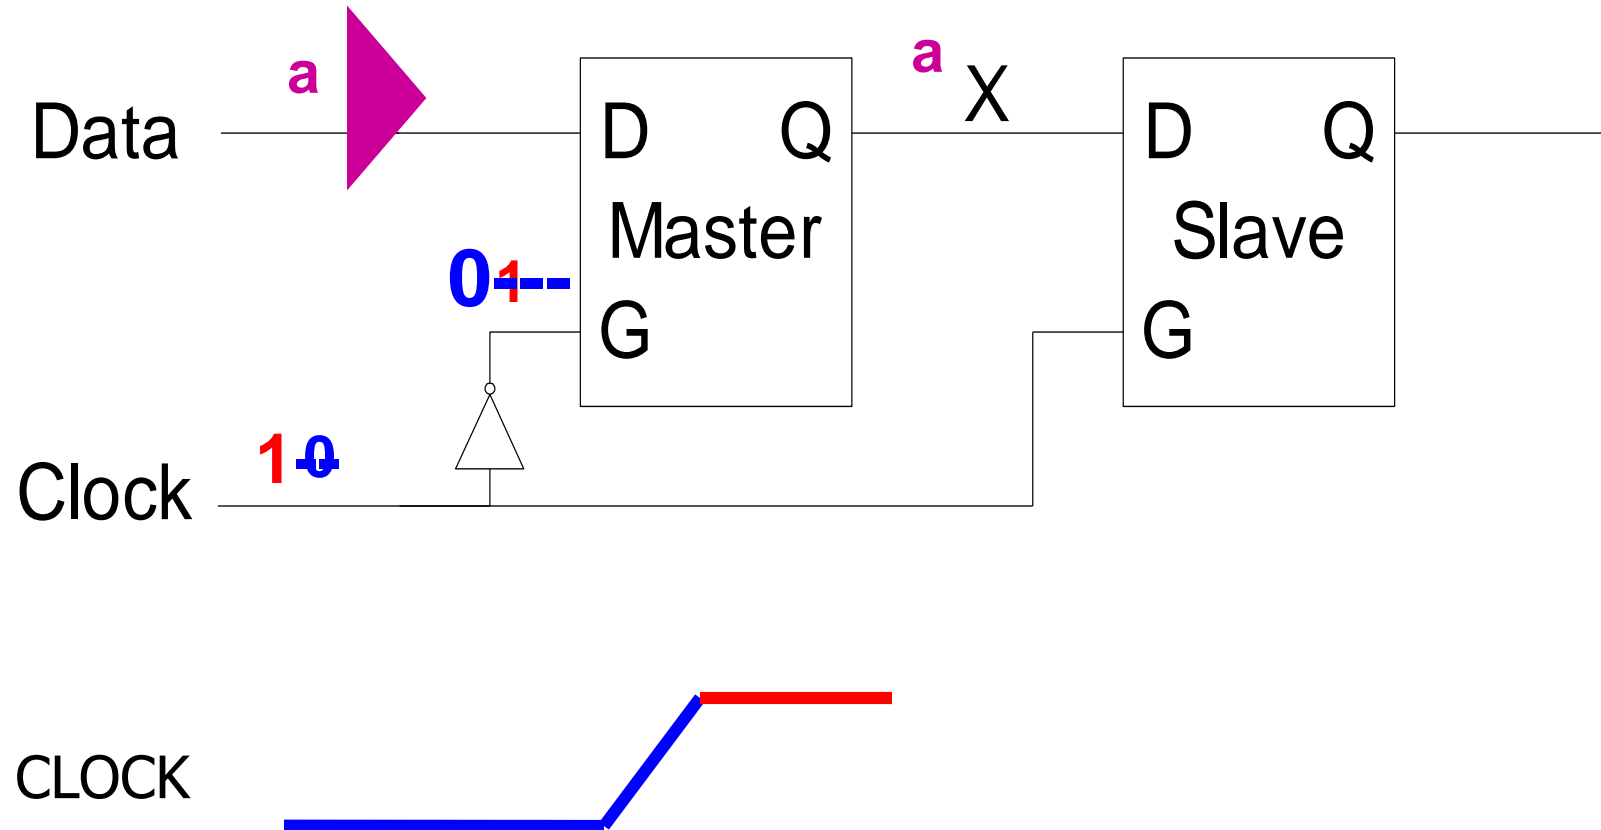 a
a
X
Data
D Q
D Q
Master
Slave
01
G
G
10
Clock
CLOCK